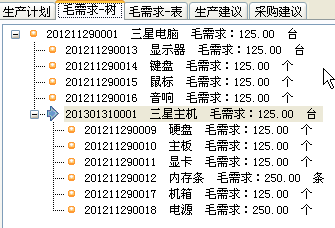 生产计划 毛需求-树 毛需求-表 生产建议 采购建议
201211290001 三星电脑 毛需求：125.00 台
201211290013 显示器 毛需求：125.00 台
201211290014 键盘 毛需求：125.00 个
201211290015 鼠标 毛需求：125.00 个
201211290016 音响 毛需求：125.00 个
201301310001 三星主机 毛需求：125.00 台
201211290009 硬盘 毛需求：125.00 个
201211290010 主板 毛需求：125.00 个
201211290011 显卡 毛需求：125.00 个
201211290012 内存条 毛需求：250.00 条
201211290017 机箱 毛需求：125.00 个
201211290018 电源 毛需求：250.00 个